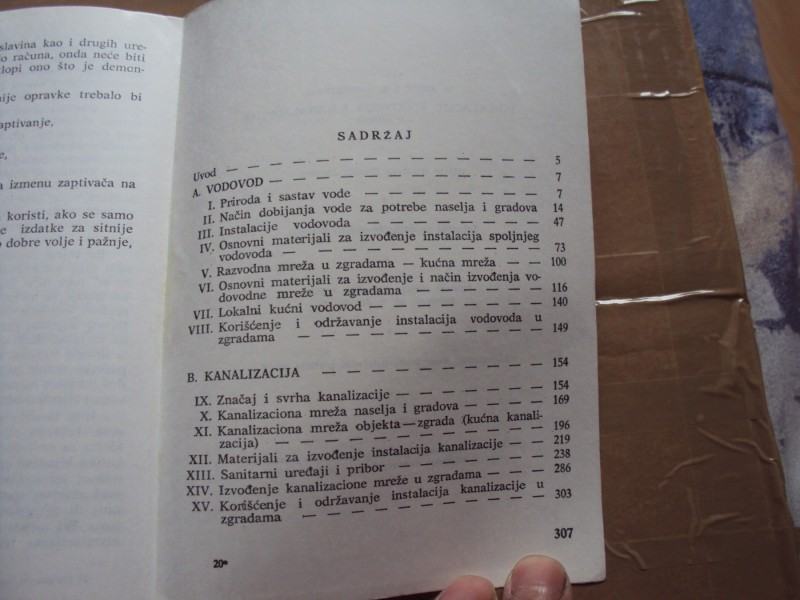 slavina kao i drugih ure-
o računa, onda neće biti
klopi ono što je demon-
nije opravke trebalo bi
zaptivanje,
e,
a izmenu zaptivača na
koristi, ako se samo
e izdatke za sitnije
o dobre volje i pažnje,
SADRŽAJ
Uvod — — — — — — — — — — — 5
A. VODOVOD — — — — — — — — — 7
I. Priroda i sastav vode — — — — — — 7
II. Način dobijanja vode za potrebe naselja i gradova 14
III. Instalacije vodovoda — — — — — — 47
IV. Osnovni materijali za izvođenje instalacija spoljnjeg
vodovoda — — — — — — — — 73
V. Razvodna mreža u zgradama — kućna mreža — — 100
VI. Osnovni materijali za izvođenje i način izvođenja vo-
dovodne mreže u zgradama — — — — — 116
VII. Lokalni kućni vodovod — — — — — — 140
VIII. Korišćenje i održavanje instalacija vodovoda u
zgradama — — — — — — — — 149
B. KANALIZACIJA — — — — — — — — 154
IX. Značaj i svrha kanalizacije — — — — — 154
X. Kanalizaciona mreža naselja i gradova — — — 169
XI. Kanalizaciona mreža objekta — zgrada (kućna kanali-
zacija) — — — — — — — — — 196
XII. Materijali za izvođenje instalacija kanalizacije — — 219
XIII. Sanitarni uređaji i pribor — — — — — 238
XIV. Izvođenje kanalizacione mreže u zgradama — — — 286
XV. Korišćenje i održavanje instalacija kanalizacije u
zgradama — — — — — — — — 303
307
20*